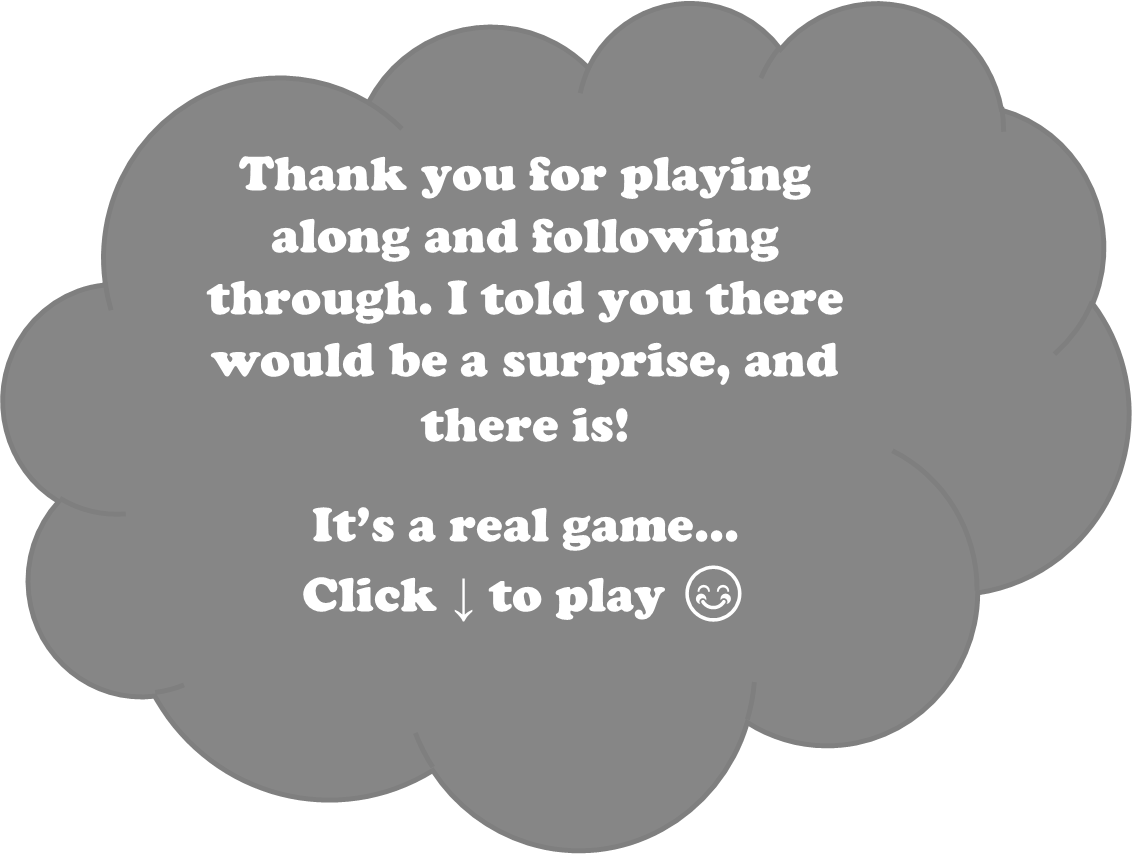 Thank you for playing
along and following
through. I told you there
would be a surprise, and
there is!
It’s a real game…
Click ↓ to play 😊